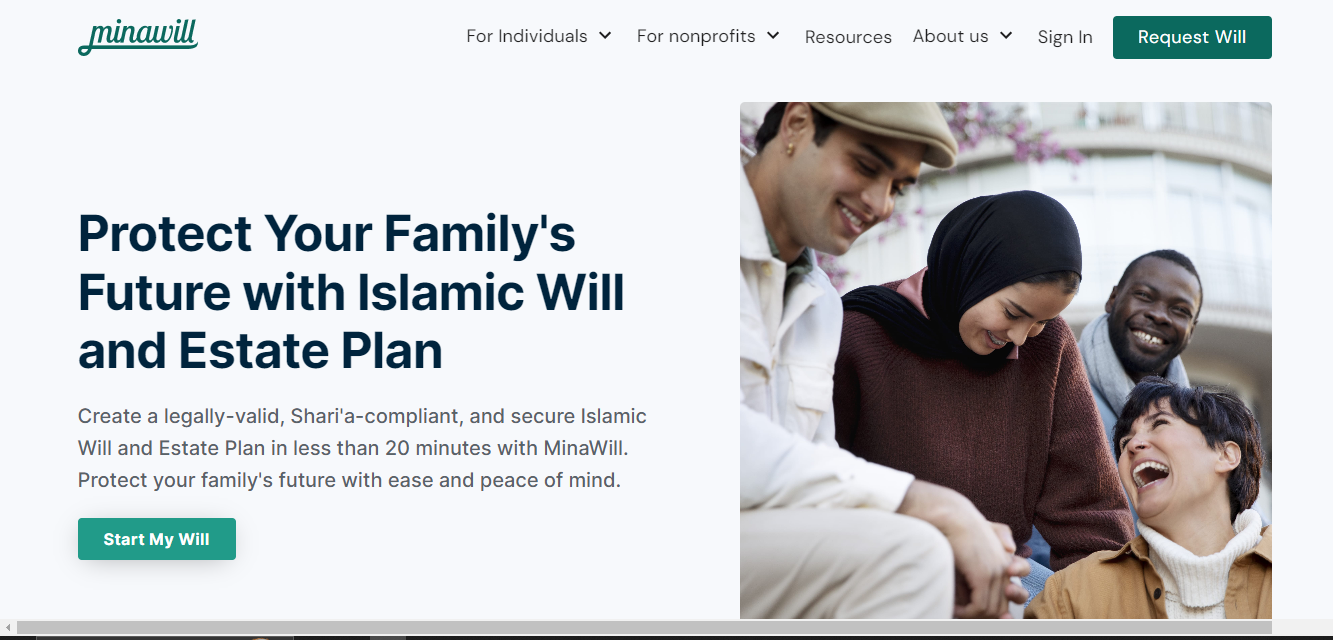 minawill
For Individuals
For nonprofits
Resources
About us
Sign In
Request Will
Protect Your Family's
Future with Islamic Will
and Estate Plan
Create a legally-valid, Shari'a-compliant, and secure Islamic
Will and Estate Plan in less than 20 minutes with MinaWill.
Protect your family's future with ease and peace of mind.
Start My Will